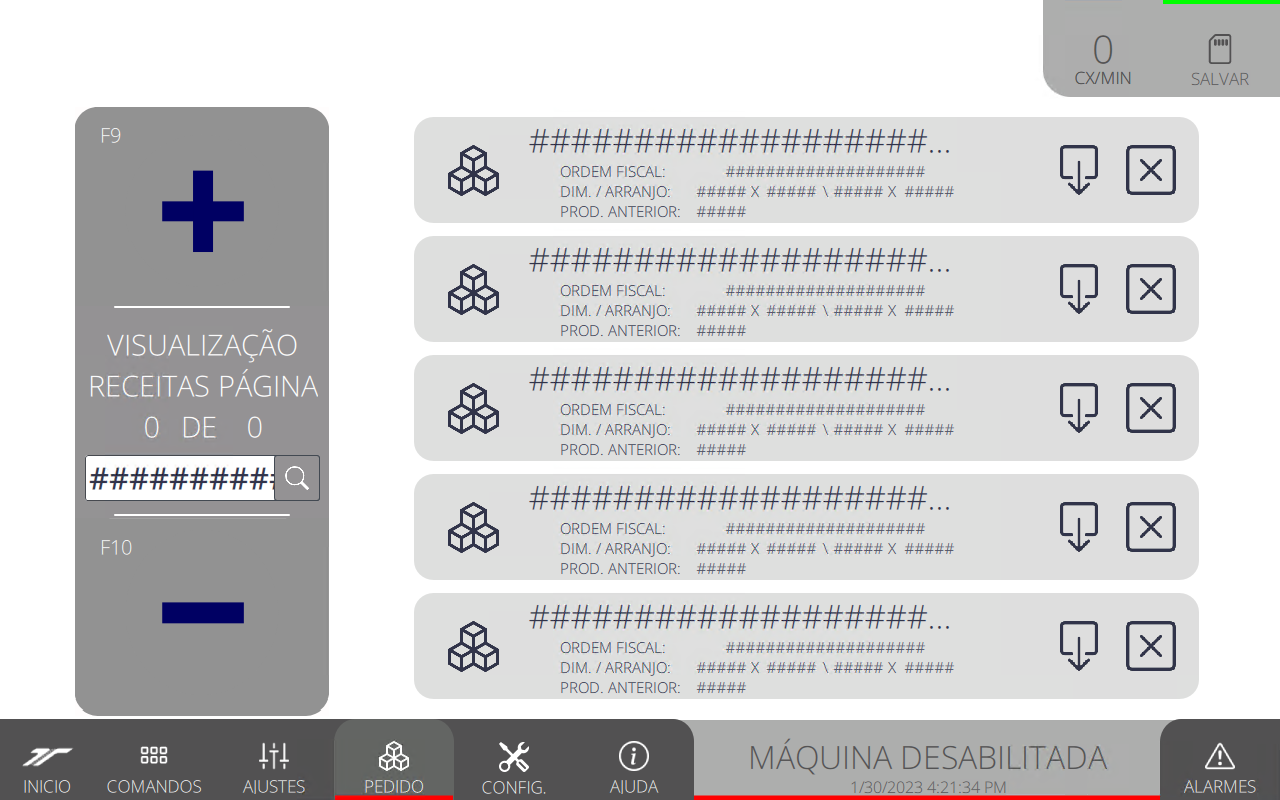 0
CX/MIN
SALVAR
F9
VISUALIZAÇÃO
RECEITAS PÁGINA
0 DE 0
##########
F10
###################...
ORDEM FISCAL: ####################
DIM. / ARRANJO: ##### X ##### \ ##### X #####
PROD. ANTERIOR: #####
###################...
ORDEM FISCAL: ####################
DIM. / ARRANJO: ##### X ##### \ ##### X #####
PROD. ANTERIOR: #####
###################...
ORDEM FISCAL: ####################
DIM. / ARRANJO: ##### X ##### \ ##### X #####
PROD. ANTERIOR: #####
###################...
ORDEM FISCAL: ####################
DIM. / ARRANJO: ##### X ##### \ ##### X #####
PROD. ANTERIOR: #####
###################...
ORDEM FISCAL: ####################
DIM. / ARRANJO: ##### X ##### \ ##### X #####
PROD. ANTERIOR: #####
INICIO
COMANDOS
AJUSTES
PEDIDO
CONFIG.
AJUDA
MÁQUINA DESABILITADA
1/30/2023 4:21:34 PM
ALARMES